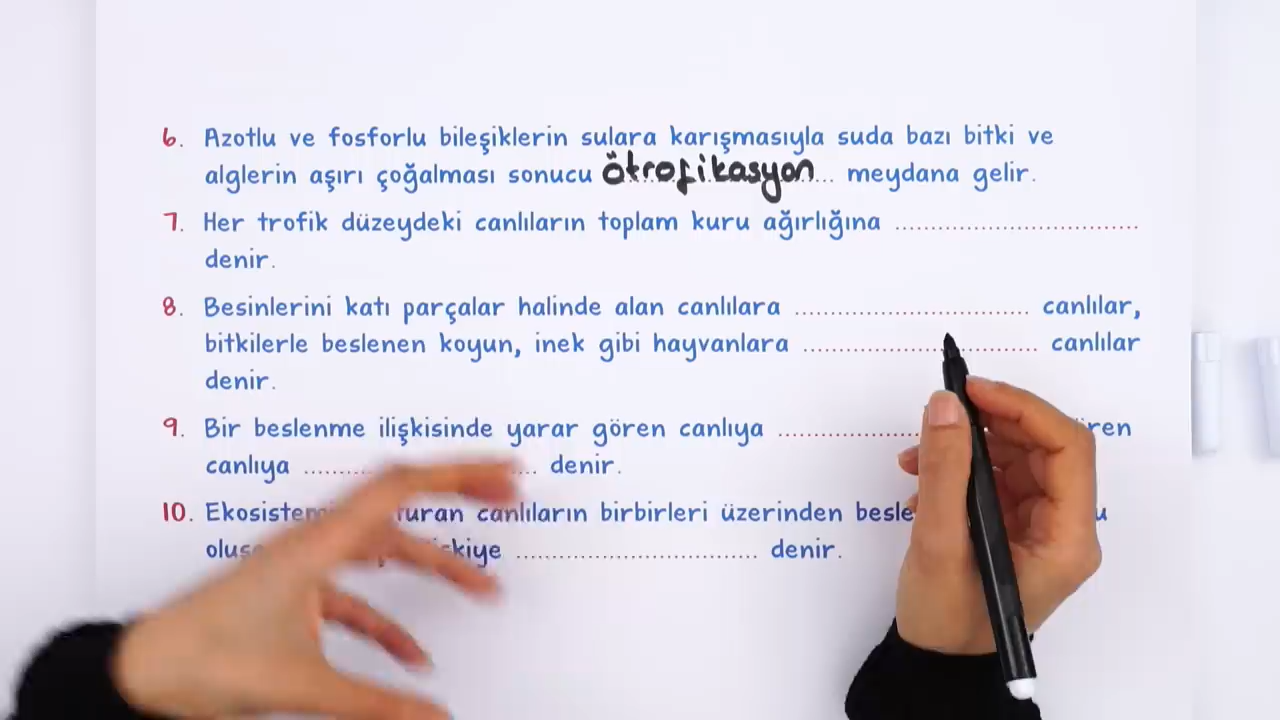 6. Azotlu ve fosforlu bileşiklerin sulara karışmasıyla suda bazı bitki ve
alglerin aşırı çoğalması sonucu ötrofikasyon meydana gelir.
7. Her trofik düzeydeki canlıların toplam kuru ağırlığına ..............................
denir.
8. Besinlerini katı parçalar halinde alan canlılara .............................. canlılar,
bitkilerle beslenen koyun, inek gibi hayvanlara .............................. canlılar
denir.
9. Bir beslenme ilişkisinde yarar gören canlıya ..................
canlıya .............................. denir.
10. canlıların birbirleri üzerinden
.............................. denir.